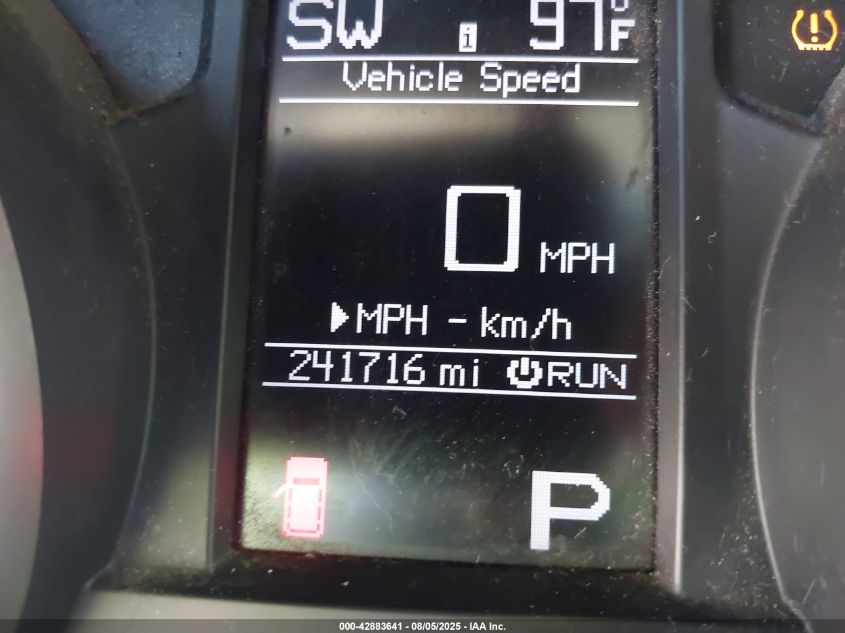 SW i 97°F
Vehicle Speed
0 MPH
MPH - km/h
241716 mi RUN
P
000-42883641 - 08/05/2025 - IAA Inc.